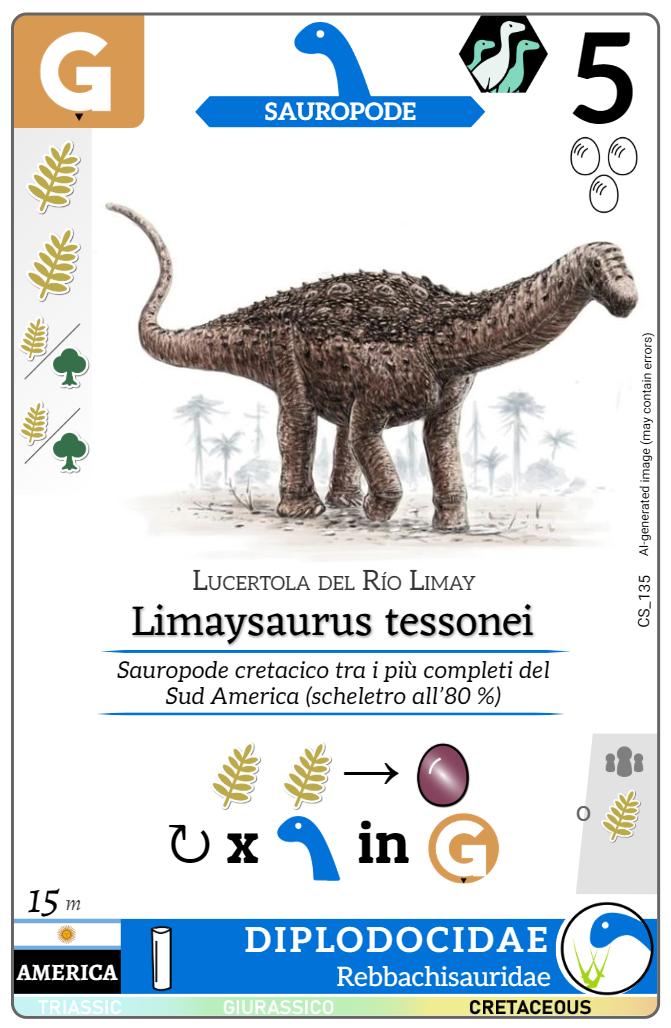 G
SAUROPODE
5
AI-generated image (may contain errors)
CS_135
Lucertola del Río Limay
Limaysaurus tessonei
Sauropode cretacico tra i più completi del
Sud America (scheletro all’80 %)
↻ x in G
o
15 m
AMERICA
DIPLODOCIDAE
Rebbachisauridae
TRIASSIC GIURASSICO CRETACEOUS